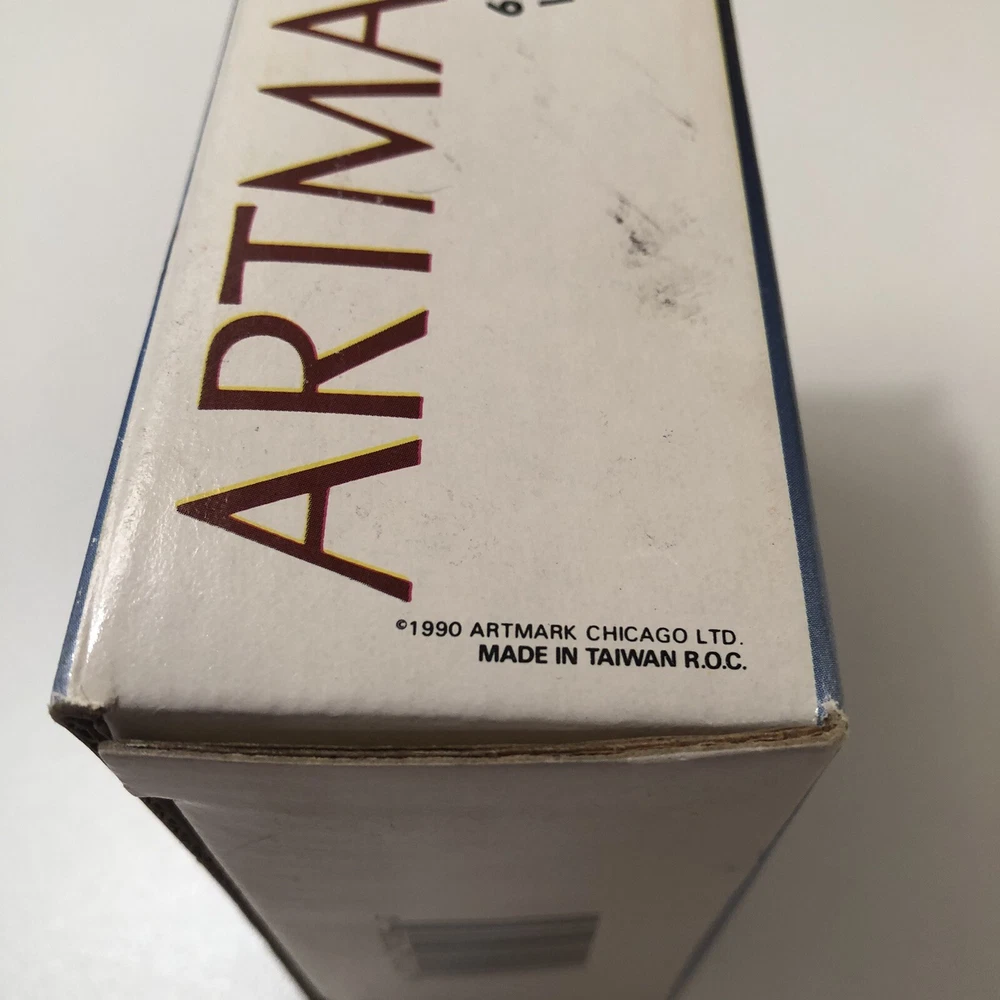 ARTMA
©1990 ARTMARK CHICAGO LTD.
MADE IN TAIWAN R.O.C.